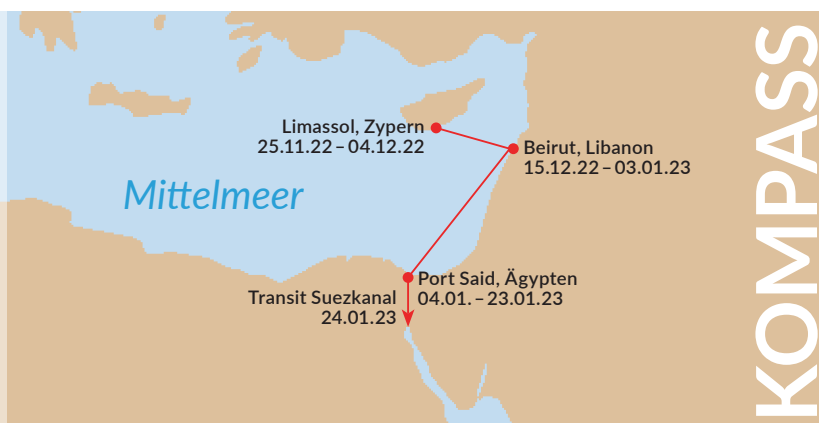 Limassol, Zypern
25.11.22 – 04.12.22
Beirut, Libanon
15.12.22 – 03.01.23
Mittelmeer
Port Said, Ägypten
04.01. – 23.01.23
Transit Suezkanal
24.01.23
KOMPASS